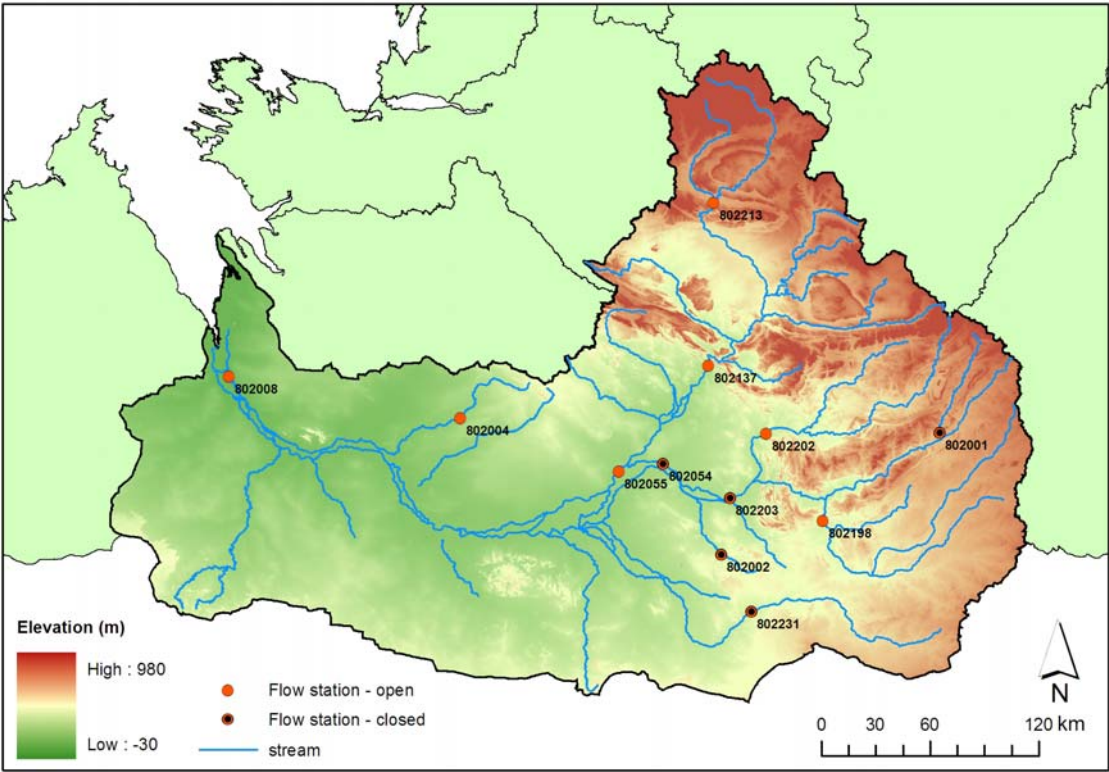 802213
802137
802008
802004
802202
802001
802055
802054
802203
802198
802002
802231
Elevation (m)
High : 980
Low : -30
Flow station - open
Flow station - closed
stream
N
0 30 60 120 km